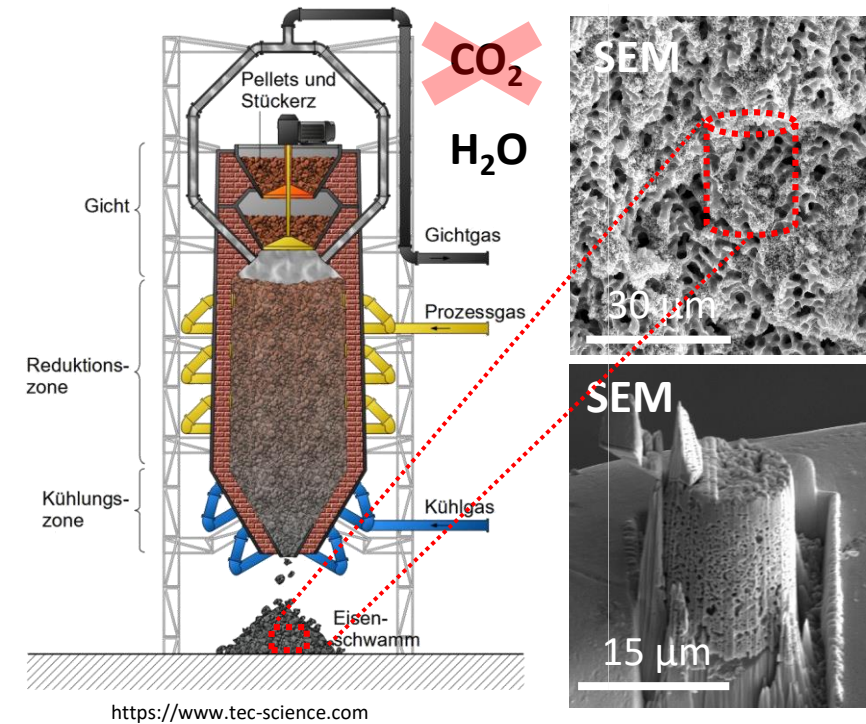 CO₂
H₂O
Pellets und
Stückerz
Gicht
Gichtgas
Prozessgas
Reduktions-
zone
Kühlungs-
zone
Kühlgas
Eisen-
schwamm
https://www.tec-science.com
SEM
30 µm
SEM
15 µm